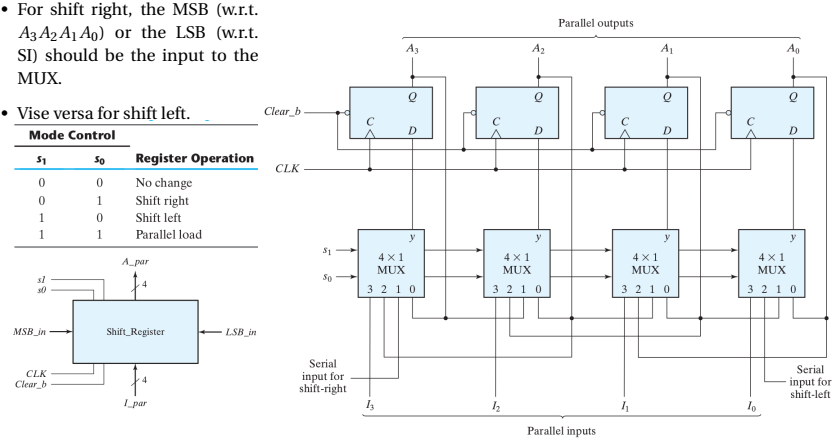 • For shift right, the MSB (w.r.t.
A3A2A1A0) or the LSB (w.r.t.
SI) should be the input to the
MUX.
• Vise versa for shift left.
Mode Control
s1 s0 Register Operation
0 0 No change
0 1 Shift right
1 0 Shift left
1 1 Parallel load
A_par
s1
s0
4
MSB_in
Shift_Register
LSB_in
CLK
Clear_b
4
I_par
Parallel outputs
A3 A2 A1 A0
Q Q Q Q
Clear_b
C D C D C D C D
CLK
y y y y
s1
s0
4 × 1 4 × 1 4 × 1 4 × 1
MUX MUX MUX MUX
3 2 1 0 3 2 1 0 3 2 1 0 3 2 1 0
Serial
input for
shift-right
Serial
input for
shift-left
I3 I2 I1 I0
Parallel inputs